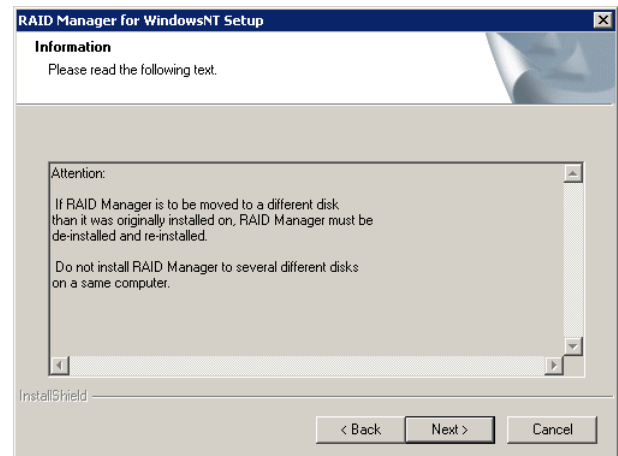 RAID Manager for WindowsNT Setup
Information
Please read the following text.
Attention:
If RAID Manager is to be moved to a different disk
than it was originally installed on, RAID Manager must be
de-installed and re-installed.
Do not install RAID Manager to several different disks
on a same computer.
InstallShield
< Back
Next >
Cancel